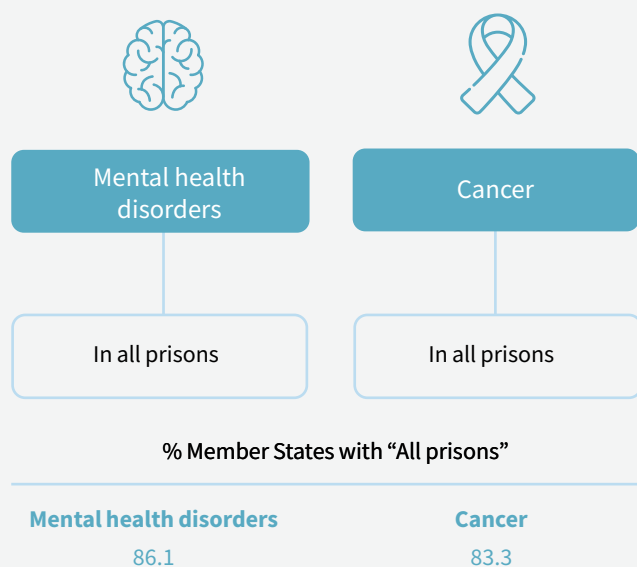 Mental health
disorders
Cancer
In all prisons
In all prisons
% Member States with “All prisons”
Mental health disorders
Cancer
86.1
83.3